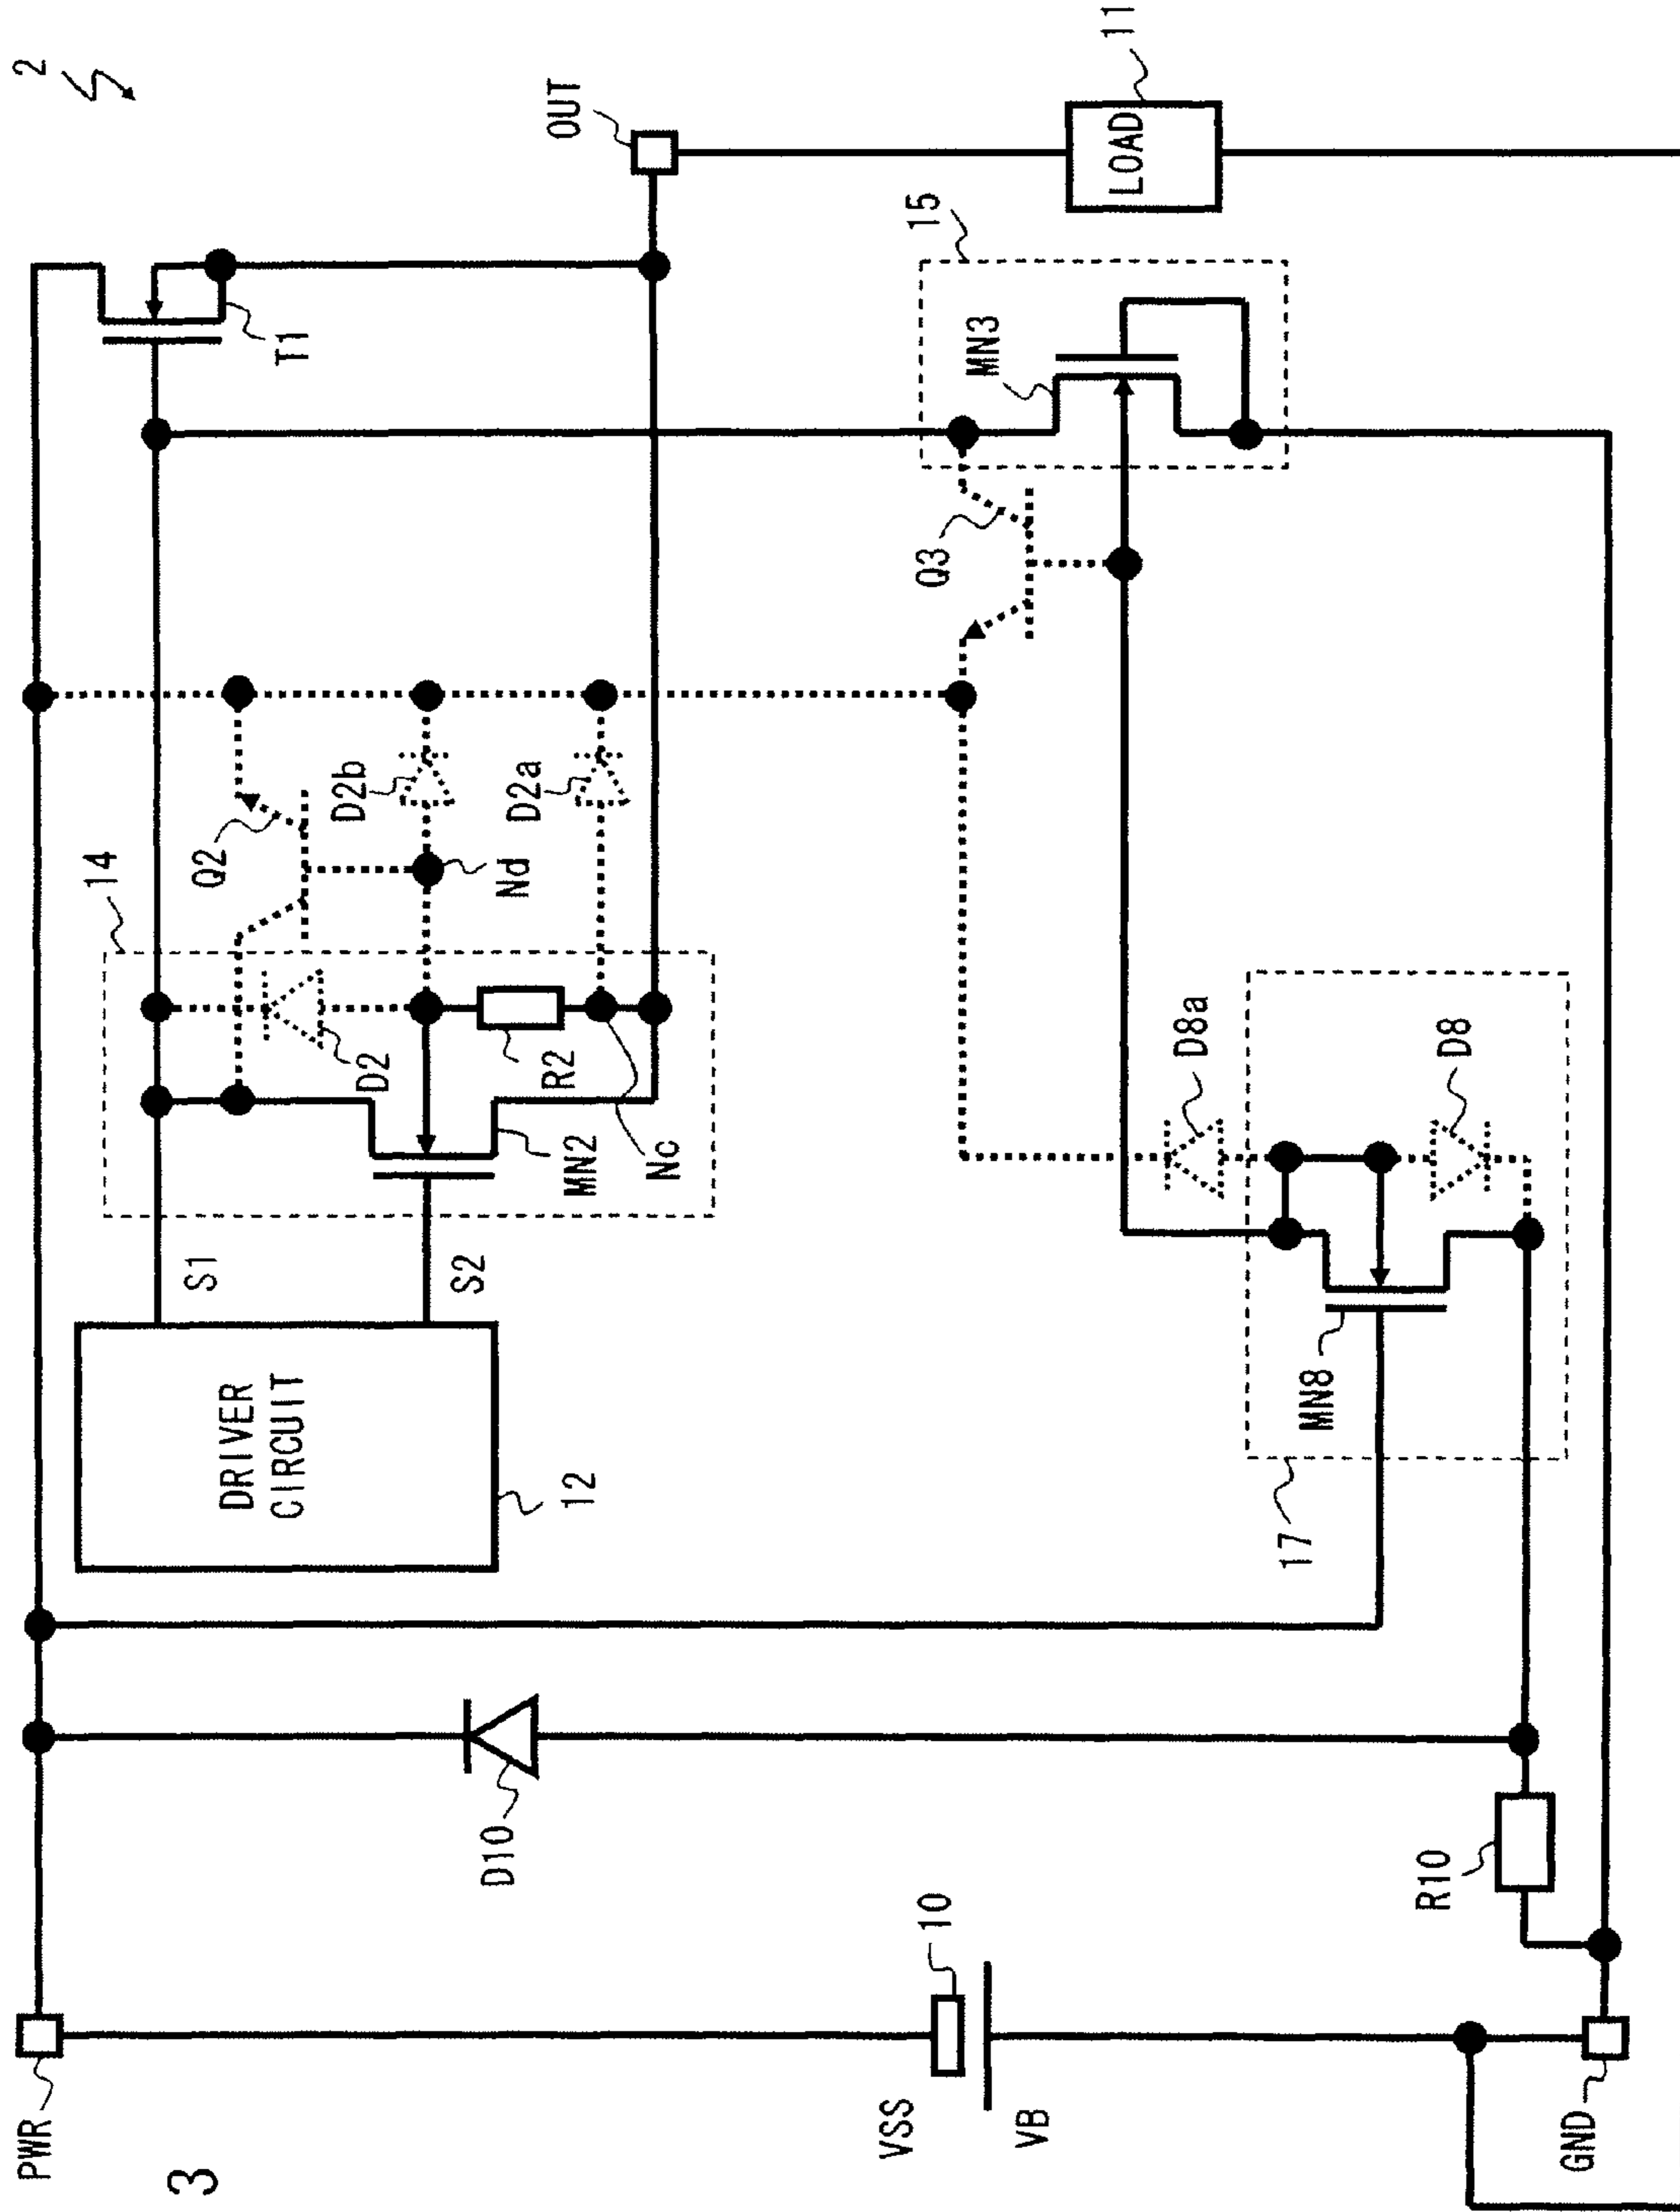 3
2
PWR
D10
VSS
10
VB
R10
GND
DRIVER
CIRCUIT
12
S1
S2
14
Q2
D2
D2b
Nd
R2
D2a
MN2
Nc
T1
OUT
Q3
MN3
15
LOAD
11
D8a
D8
MN8
17